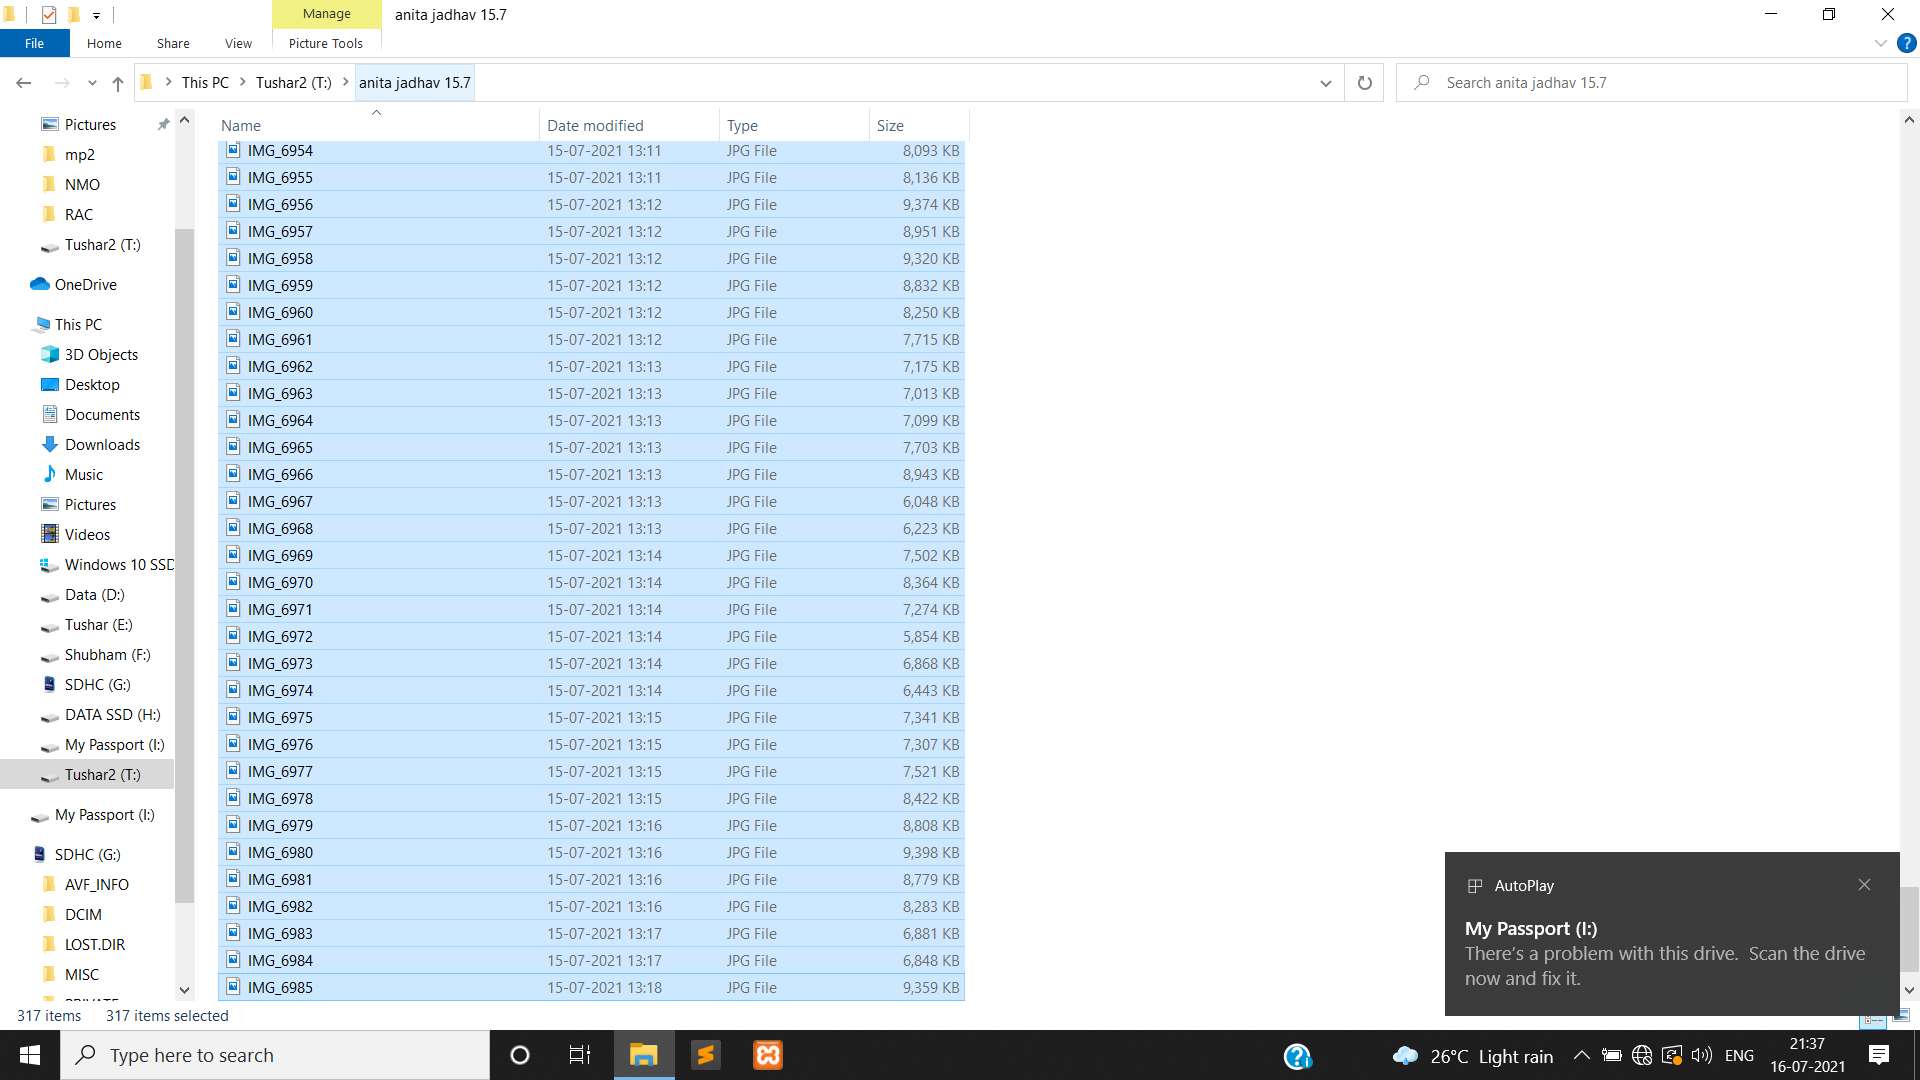 Manage
anita jadhav 15.7
File
Home
Share
View
Picture Tools
This PC
Tushar2 (T:)
anita jadhav 15.7
Search anita jadhav 15.7
Pictures
mp2
NMO
RAC
Tushar2 (T:)
OneDrive
This PC
3D Objects
Desktop
Documents
Downloads
Music
Pictures
Videos
Windows 10 SSD
Data (D:)
Tushar (E:)
Shubham (F:)
SDHC (G:)
DATA SSD (H:)
My Passport (I:)
Tushar2 (T:)
My Passport (I:)
SDHC (G:)
AVF_INFO
DCIM
LOST.DIR
MISC
PRIVATE
Name Date modified Type Size
IMG_6954 15-07-2021 13:11 JPG File 8,093 KB
IMG_6955 15-07-2021 13:11 JPG File 8,136 KB
IMG_6956 15-07-2021 13:12 JPG File 9,374 KB
IMG_6957 15-07-2021 13:12 JPG File 8,951 KB
IMG_6958 15-07-2021 13:12 JPG File 9,320 KB
IMG_6959 15-07-2021 13:12 JPG File 8,832 KB
IMG_6960 15-07-2021 13:12 JPG File 8,250 KB
IMG_6961 15-07-2021 13:12 JPG File 7,715 KB
IMG_6962 15-07-2021 13:13 JPG File 7,175 KB
IMG_6963 15-07-2021 13:13 JPG File 7,013 KB
IMG_6964 15-07-2021 13:13 JPG File 7,099 KB
IMG_6965 15-07-2021 13:13 JPG File 7,703 KB
IMG_6966 15-07-2021 13:13 JPG File 8,943 KB
IMG_6967 15-07-2021 13:13 JPG File 6,048 KB
IMG_6968 15-07-2021 13:13 JPG File 6,223 KB
IMG_6969 15-07-2021 13:14 JPG File 7,502 KB
IMG_6970 15-07-2021 13:14 JPG File 8,364 KB
IMG_6971 15-07-2021 13:14 JPG File 7,274 KB
IMG_6972 15-07-2021 13:14 JPG File 5,854 KB
IMG_6973 15-07-2021 13:14 JPG File 6,868 KB
IMG_6974 15-07-2021 13:14 JPG File 6,443 KB
IMG_6975 15-07-2021 13:15 JPG File 7,341 KB
IMG_6976 15-07-2021 13:15 JPG File 7,307 KB
IMG_6977 15-07-2021 13:15 JPG File 7,521 KB
IMG_6978 15-07-2021 13:15 JPG File 8,422 KB
IMG_6979 15-07-2021 13:16 JPG File 8,808 KB
IMG_6980 15-07-2021 13:16 JPG File 9,398 KB
IMG_6981 15-07-2021 13:16 JPG File 8,779 KB
IMG_6982 15-07-2021 13:16 JPG File 8,283 KB
IMG_6983 15-07-2021 13:17 JPG File 6,881 KB
IMG_6984 15-07-2021 13:17 JPG File 6,848 KB
IMG_6985 15-07-2021 13:18 JPG File 9,359 KB
AutoPlay
My Passport (I:)
There's a problem with this drive. Scan the drive
now and fix it.
317 items 317 items selected
Type here to search
26°C Light rain
ENG
21:37
16-07-2021